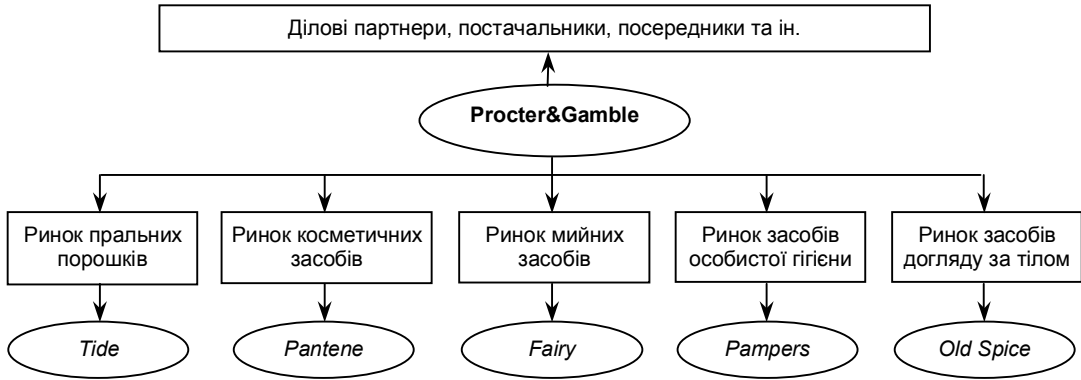 Ділові партнери, постачальники, посередники та ін.
Procter&Gamble
Ринок пральних
порошків
Ринок косметичних
засобів
Ринок мийних
засобів
Ринок засобів
особистої гігієни
Ринок засобів
догляду за тілом
Tide
Pantene
Fairy
Pampers
Old Spice